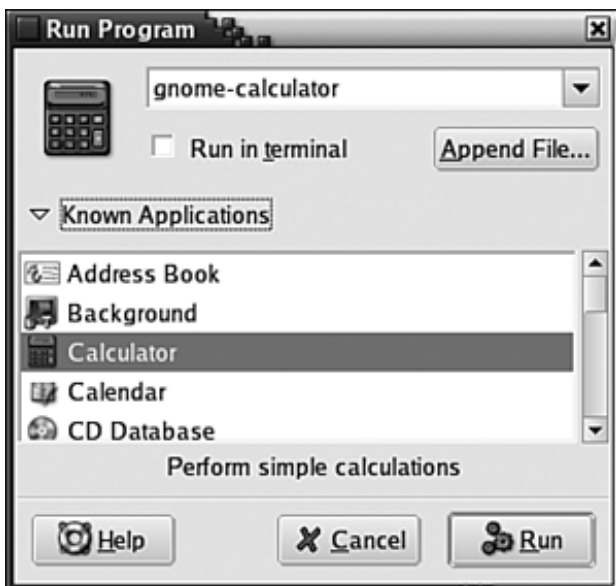 Run Program
gnome-calculator
Run in terminal
Append File...
Known Applications
Address Book
Background
Calculator
Calendar
CD Database
Perform simple calculations
Help
Cancel
Run